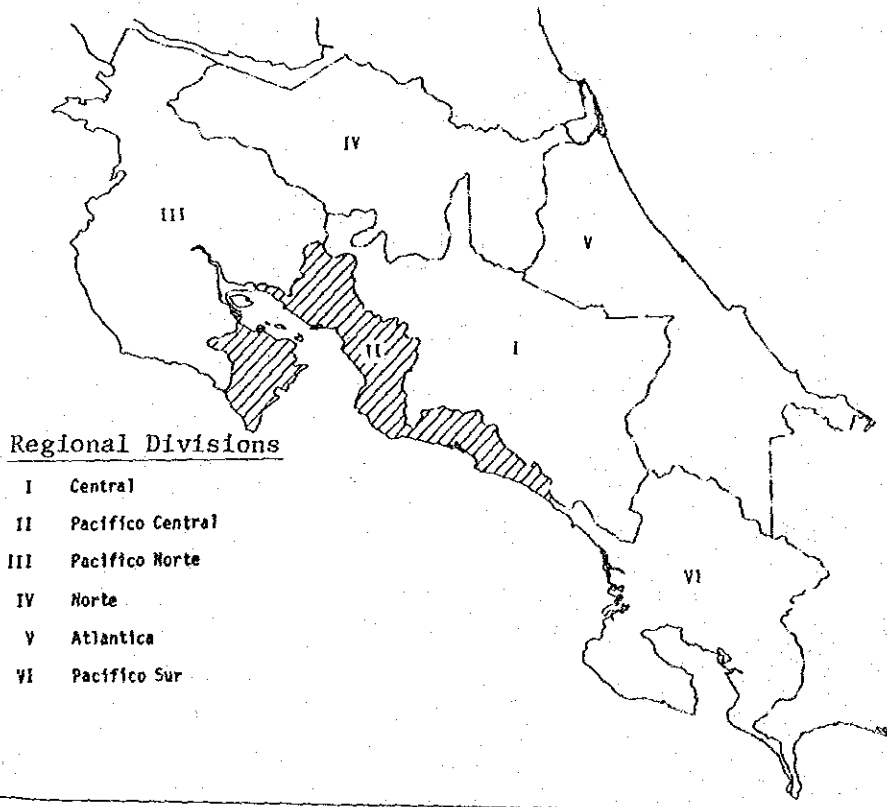 IV
III
V
II
I
Regional Divisions
I Central
II Pacifico Central
III Pacifico Norte
IV Norte
V Atlantica
VI Pacifico Sur
VI